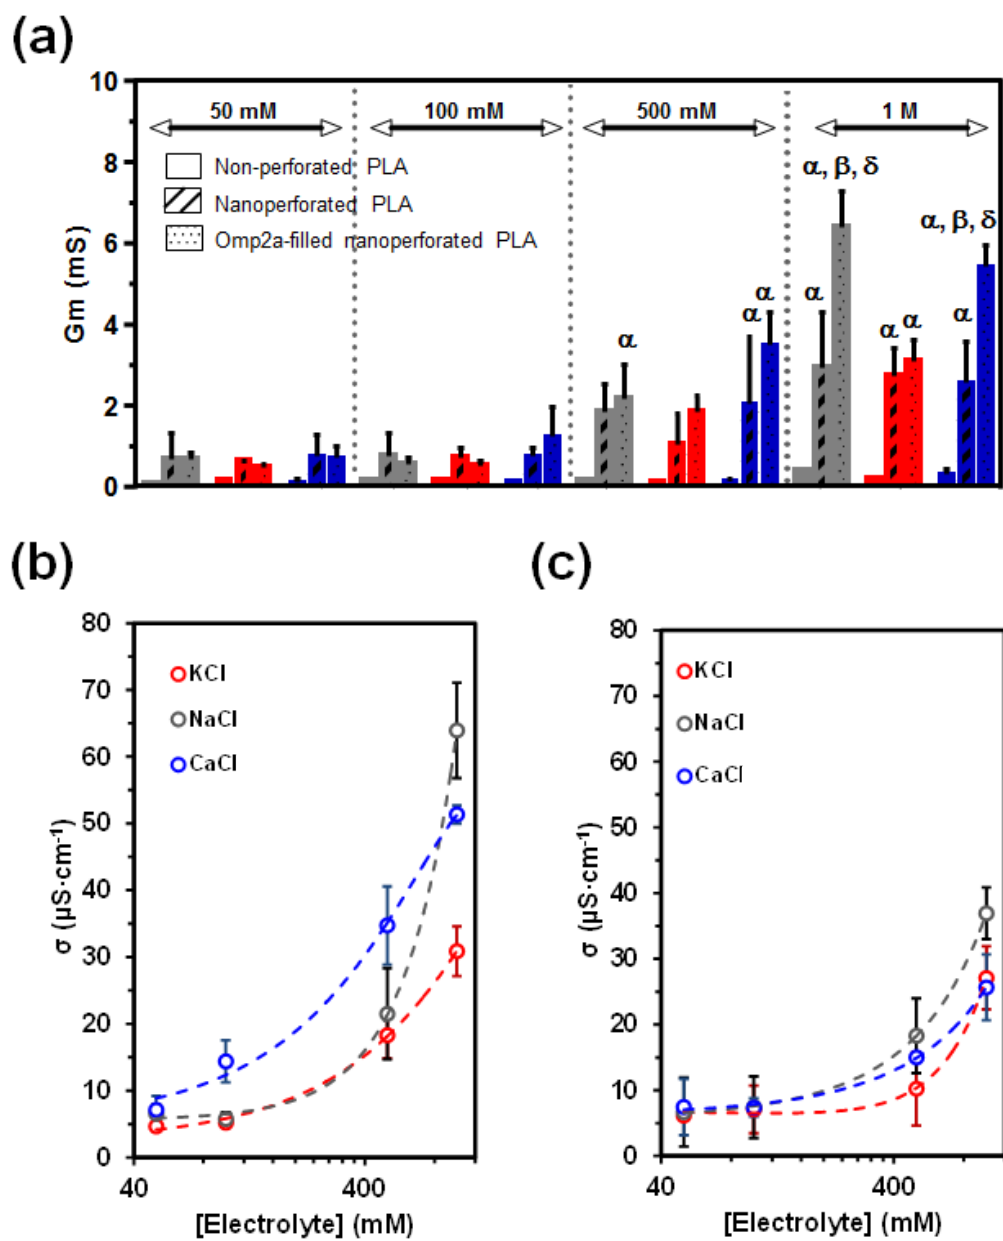 (a)
10
8
6
4
2
0
Gm (mS)
50 mM
100 mM
500 mM
1 M
Non-perforated PLA
Nanoperforated PLA
Omp2a-filled nanoperforated PLA
α
α
α
α
α, β, δ
α
α
α
α, β, δ
(b)
80
70
60
50
40
30
20
10
0
σ (µS·cm⁻¹)
KCl
NaCl
CaCl
40
400
[Electrolyte] (mM)
(c)
80
70
60
50
40
30
20
10
0
σ (µS·cm⁻¹)
KCl
NaCl
CaCl
40
400
[Electrolyte] (mM)